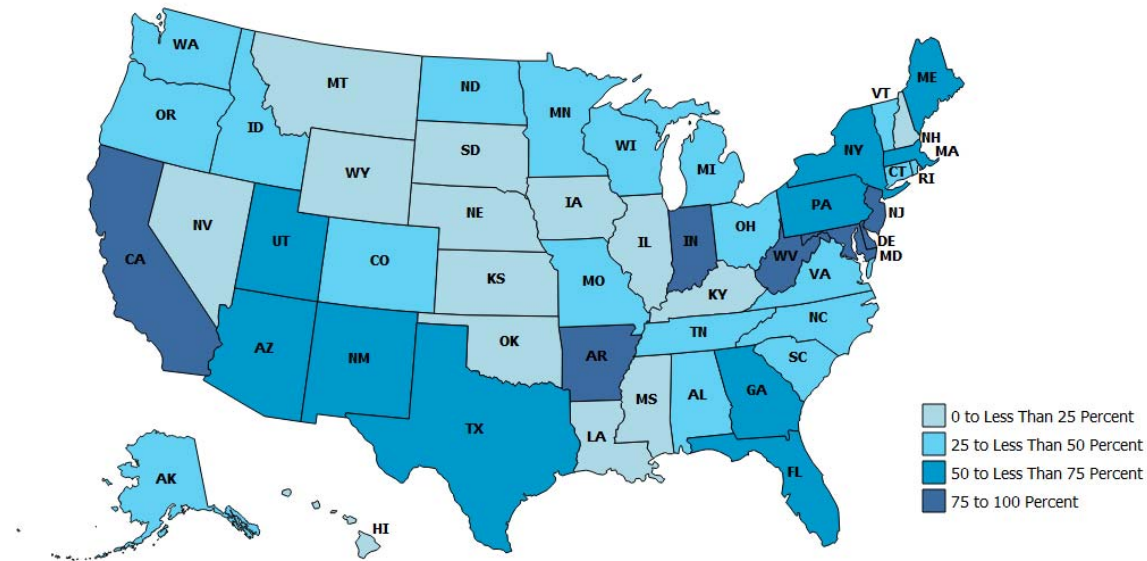 WA
MT
ND
MN
ME
VT
OR
ID
SD
WI
NH
MI
NY
MA
WY
CT
RI
IA
NE
PA
NV
NJ
UT
IL
IN
OH
CA
CO
WV
DE
MD
KS
MO
VA
KY
NC
TN
OK
AZ
NM
AR
SC
MS
AL
GA
TX
LA
FL
AK
HI
0 to Less Than 25 Percent
25 to Less Than 50 Percent
50 to Less Than 75 Percent
75 to 100 Percent